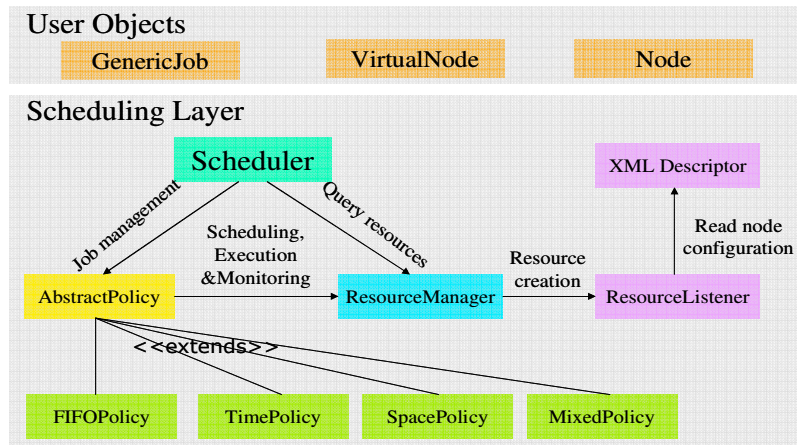 User Objects
GenericJob
VirtualNode
Node
Scheduling Layer
Scheduler
XML Descriptor
Job management
Query resources
Scheduling,
Execution
&Monitoring
Resource
creation
Read node
configuration
AbstractPolicy
ResourceManager
ResourceListener
<<extends>>
FIFOPolicy
TimePolicy
SpacePolicy
MixedPolicy